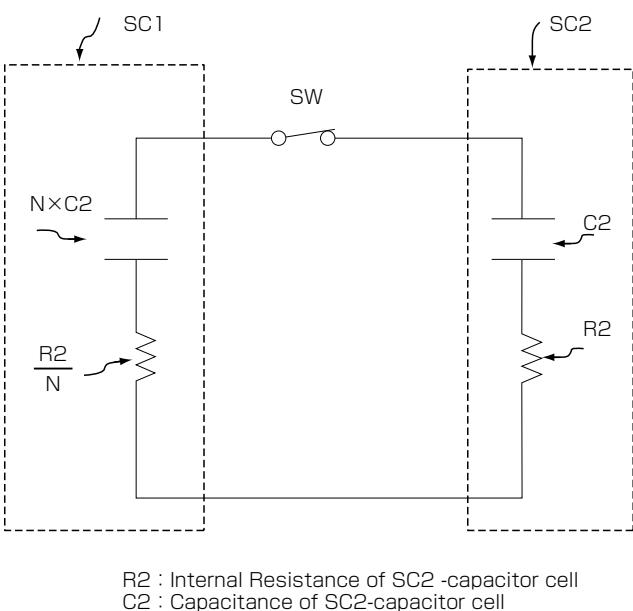 SC1
SC2
SW
N×C2
C2
R2
R2
N
R2 : Internal Resistance of SC2 -capacitor cell
C2 : Capacitance of SC2-capacitor cell